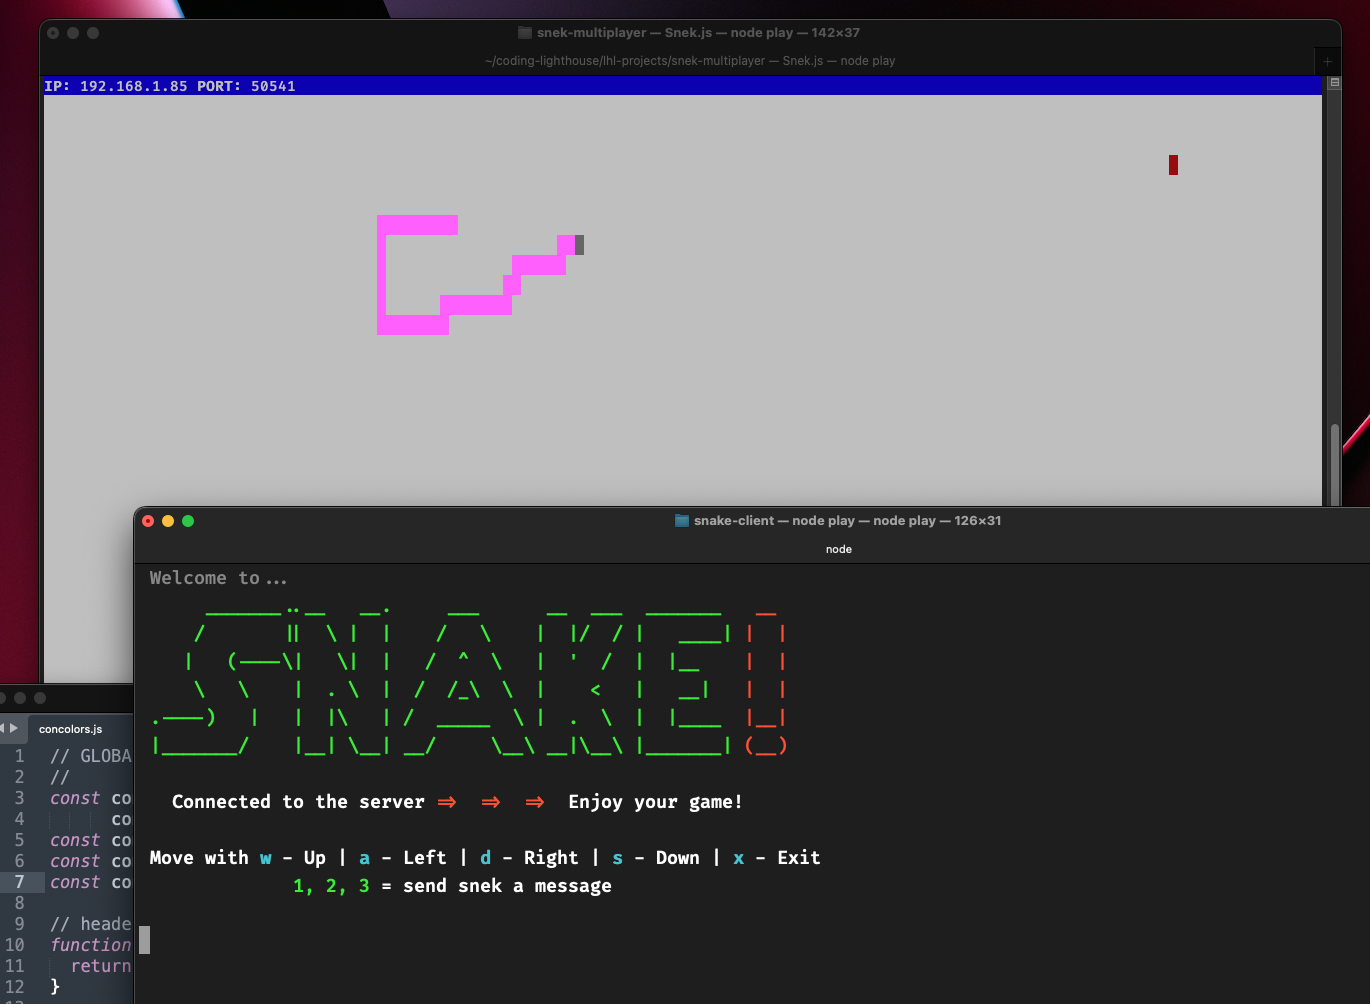 snek-multiplayer — Snek.js — node play — 142×37
~/coding-lighthouse/lhl-projects/snek-multiplayer — Snek.js — node play
IP: 192.168.1.85 PORT: 50541
snake-client — node play — node play — 126×31
node
Welcome to...
SNAKE!
Connected to the server => => => Enjoy your game!
Move with w - Up | a - Left | d - Right | s - Down | x - Exit
1, 2, 3 = send snek a message
concolors.js
1 // GLOBA
2 //
3 const co
4 co
5 const co
6 const co
7 const co
8
9 // heade
10 function
11 return
12 }